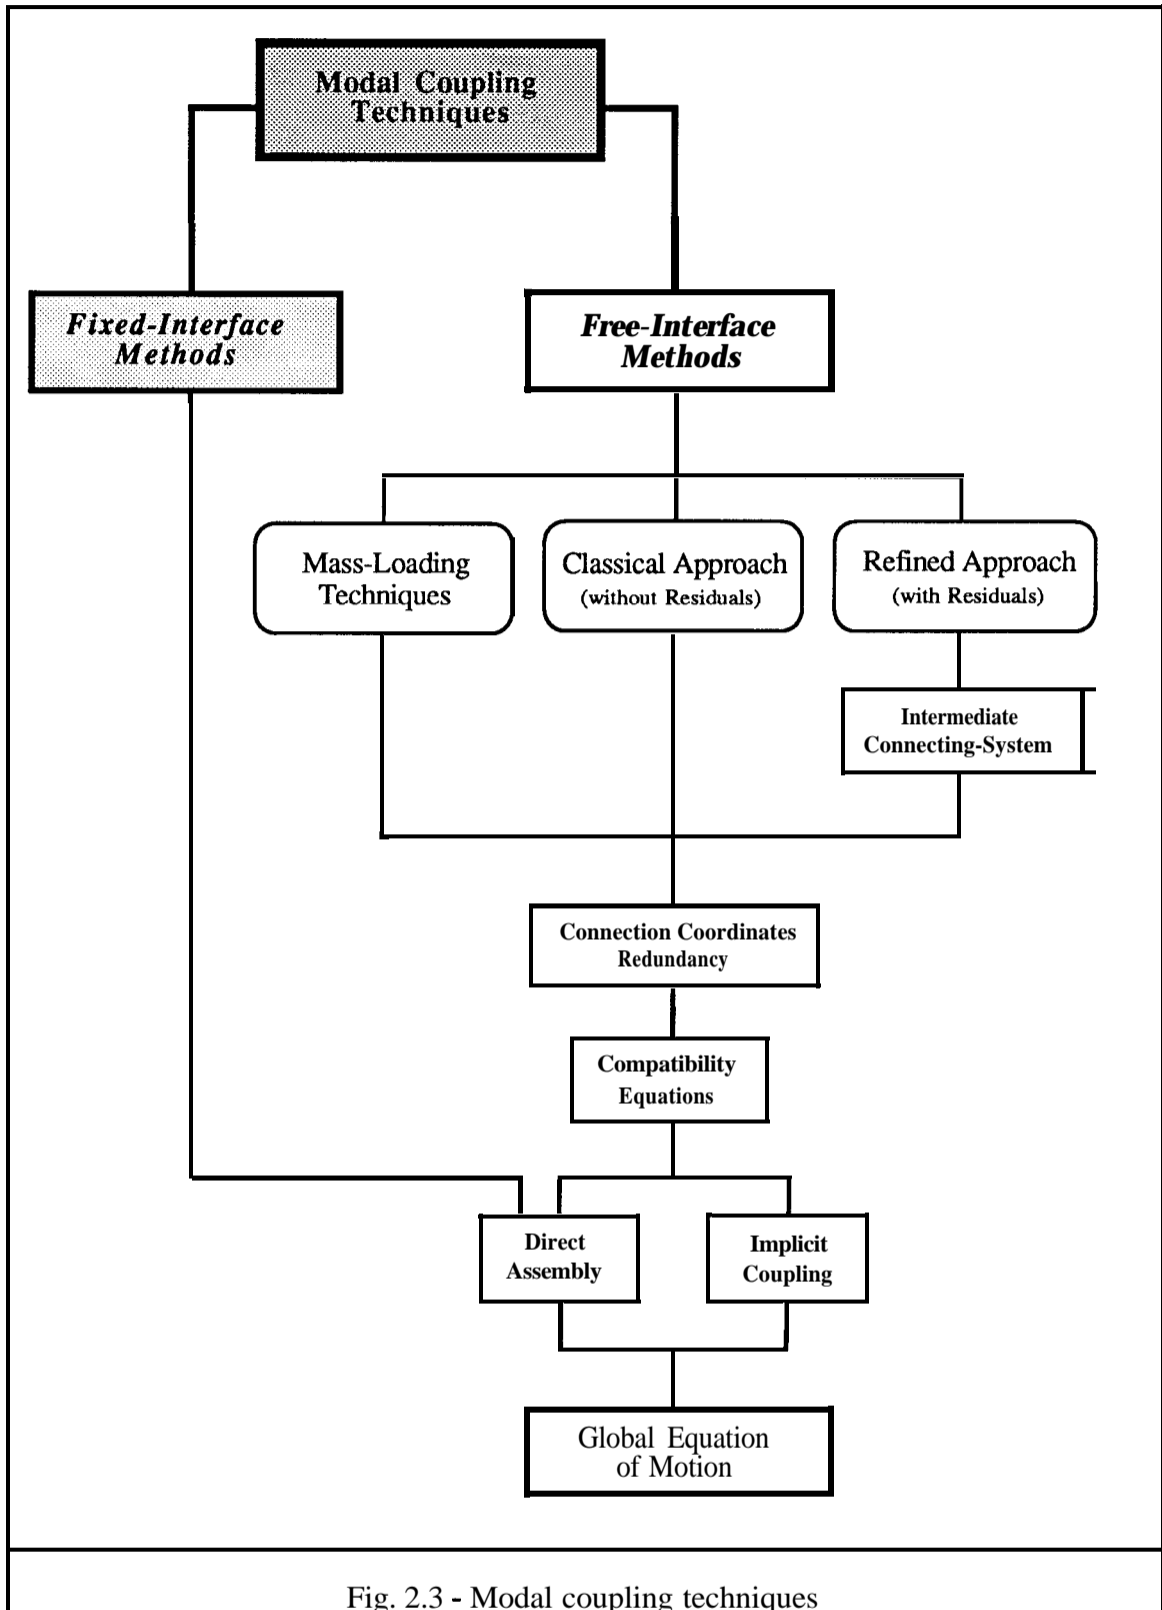 Modal Coupling
Techniques
Fixed-Interface
Methods
Free-Interface
Methods
Mass-Loading
Techniques
Classical Approach
(without Residuals)
Refined Approach
(with Residuals)
Intermediate
Connecting-System
Connection Coordinates
Redundancy
Compatibility
Equations
Direct
Assembly
Implicit
Coupling
Global Equation
of Motion
Fig. 2.3 - Modal coupling techniques